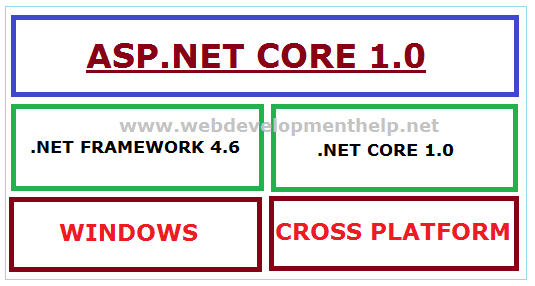 ASP.NET CORE 1.0
www.webdevelopmenthelp.net
.NET FRAMEWORK 4.6
.NET CORE 1.0
WINDOWS
CROSS PLATFORM